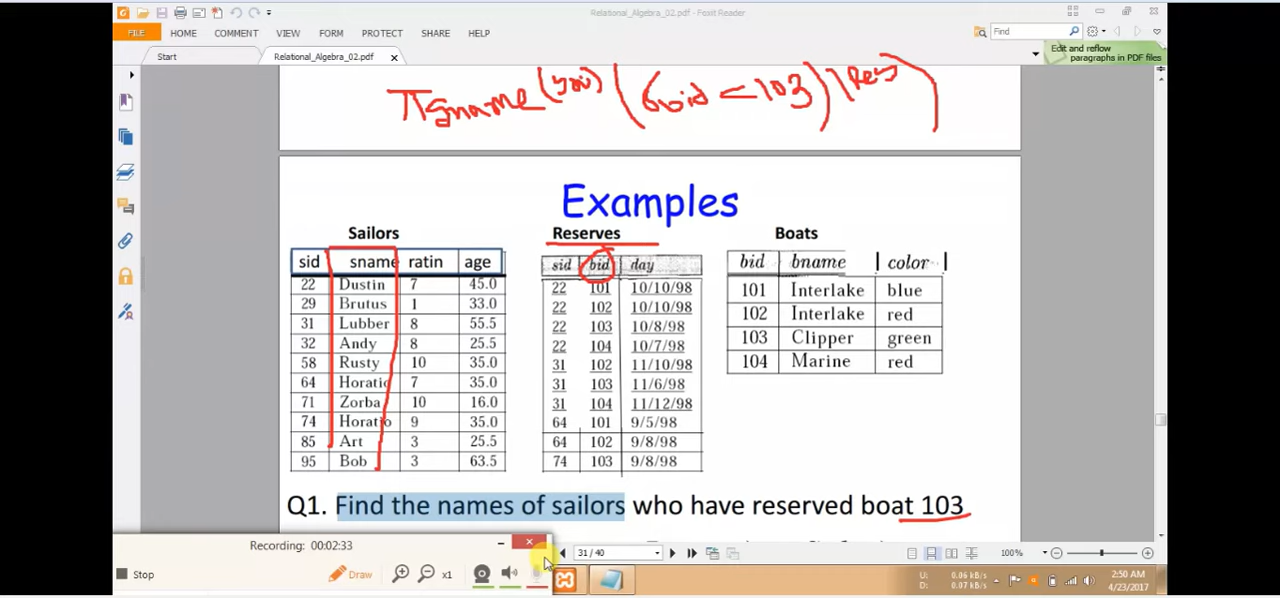 Relational_Algebra_02.pdf - Foxit Reader
FILE HOME COMMENT VIEW FORM PROTECT SHARE HELP
Find
Start Relational_Algebra_02.pdf
Edit and reflow
paragraphs in PDF files
π sname (σ bid = 103) (Res)
Examples
Sailors Reserves Boats
sid sname ratin age
22 Dustin 7 45.0
29 Brutus 1 33.0
31 Lubber 8 55.5
32 Andy 8 25.5
58 Rusty 10 35.0
64 Horatio 7 35.0
71 Zorba 10 16.0
74 Horatio 9 35.0
85 Art 3 25.5
95 Bob 3 63.5
sid bid day
22 101 10/10/98
22 102 10/10/98
22 103 10/8/98
22 104 10/7/98
31 102 11/10/98
31 103 11/6/98
31 104 11/12/98
64 101 9/5/98
64 102 9/8/98
74 103 9/8/98
bid bname color
101 Interlake blue
102 Interlake red
103 Clipper green
104 Marine red
Q1. Find the names of sailors who have reserved boat 103
Recording: 00:02:33
31 / 40
100%
Stop Draw x1
U: 0.06 kB/s
D: 0.07 kB/s
2:50 AM
4/23/2017